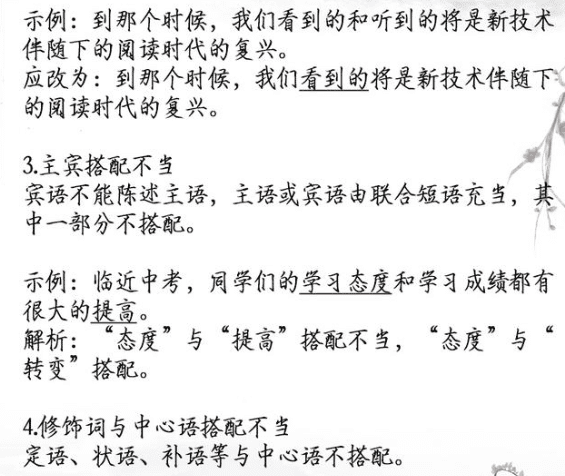 示例：到那个时候，我们看到的和听到的将是新技术
伴随下的阅读时代的复兴。
应改为：到那个时候，我们看到的将是新技术伴随下
的阅读时代的复兴。
3.主宾搭配不当
宾语不能陈述主语，主语或宾语由联合短语充当，其
中一部分不搭配。
示例：临近中考，同学们的学习态度和学习成绩都有
很大的提高。
解析：“态度”与“提高”搭配不当，“态度”与“
转变”搭配。
4.修饰词与中心语搭配不当
定语、状语、补语等与中心语不搭配。